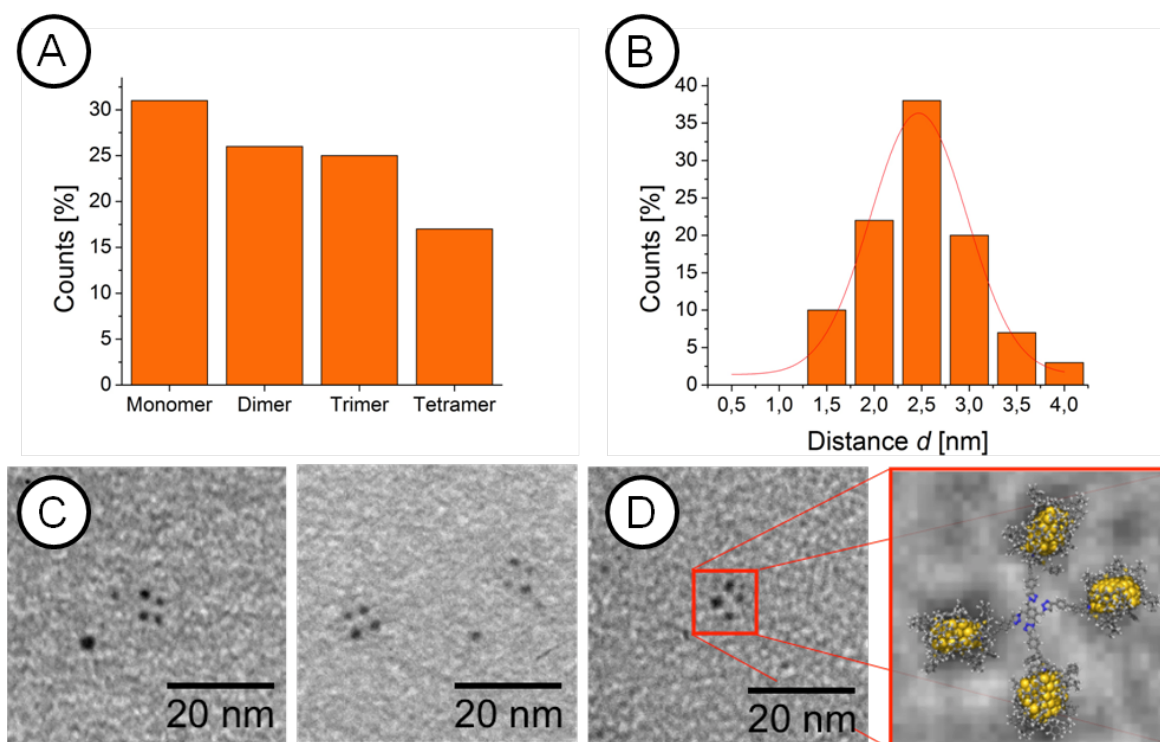 A
Counts [%]
30
25
20
15
10
5
0
Monomer Dimer Trimer Tetramer
B
Counts [%]
40
35
30
25
20
15
10
5
0
0,5 1,0 1,5 2,0 2,5 3,0 3,5 4,0
Distance d [nm]
C
20 nm
20 nm
D
20 nm